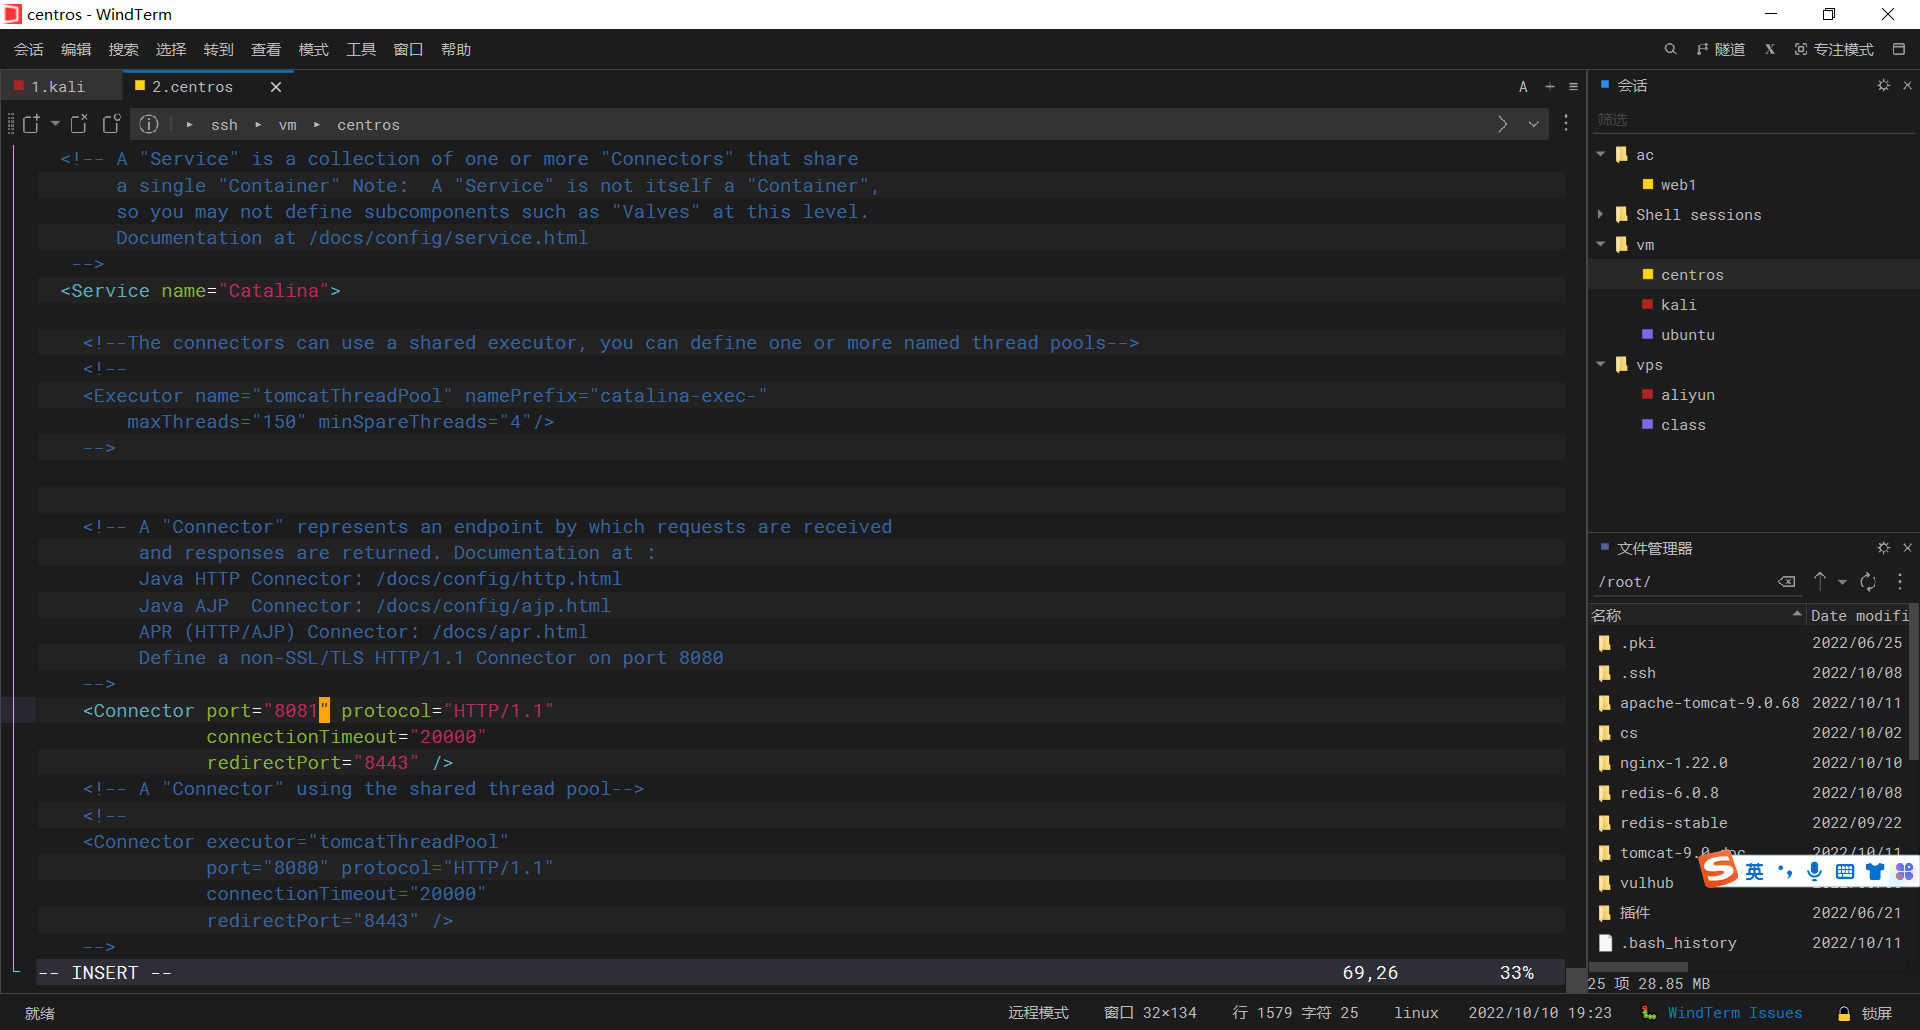 centros - WindTerm
会话 编辑 搜索 选择 转到 查看 模式 工具 窗口 帮助 隧道 X 专注模式
1.kali 2.centros A
ssh vm centros
<!-- A "Service" is a collection of one or more "Connectors" that share
a single "Container" Note:  A "Service" is not itself a "Container",
so you may not define subcomponents such as "Valves" at this level.
Documentation at /docs/config/service.html
-->
<Service name="Catalina">
<!--The connectors can use a shared executor, you can define one or more named thread pools-->
<!--
<Executor name="tomcatThreadPool" namePrefix="catalina-exec-"
maxThreads="150" minSpareThreads="4"/>
-->
<!-- A "Connector" represents an endpoint by which requests are received
and responses are returned. Documentation at :
Java HTTP Connector: /docs/config/http.html
Java AJP  Connector: /docs/config/ajp.html
APR (HTTP/AJP) Connector: /docs/apr.html
Define a non-SSL/TLS HTTP/1.1 Connector on port 8080
-->
<Connector port="8081" protocol="HTTP/1.1"
connectionTimeout="20000"
redirectPort="8443" />
<!-- A "Connector" using the shared thread pool-->
<!--
<Connector executor="tomcatThreadPool"
port="8080" protocol="HTTP/1.1"
connectionTimeout="20000"
redirectPort="8443" />
-->
-- INSERT -- 69,26 33%
会话
筛选
ac
web1
Shell sessions
vm
centros
kali
ubuntu
vps
aliyun
class
文件管理器
/root/
名称 Date modifi
.pki 2022/06/25
.ssh 2022/10/08
apache-tomcat-9.0.68 2022/10/11
cs 2022/10/02
nginx-1.22.0 2022/10/10
redis-6.0.8 2022/10/08
redis-stable 2022/09/22
tomcat-9.0 2022/10/11
vulhub
插件 2022/06/21
.bash_history 2022/10/11
英
25 项 28.85 MB
就绪 远程模式 窗口 32×134 行 1579 字符 25 linux 2022/10/10 19:23 WindTerm Issues 锁屏